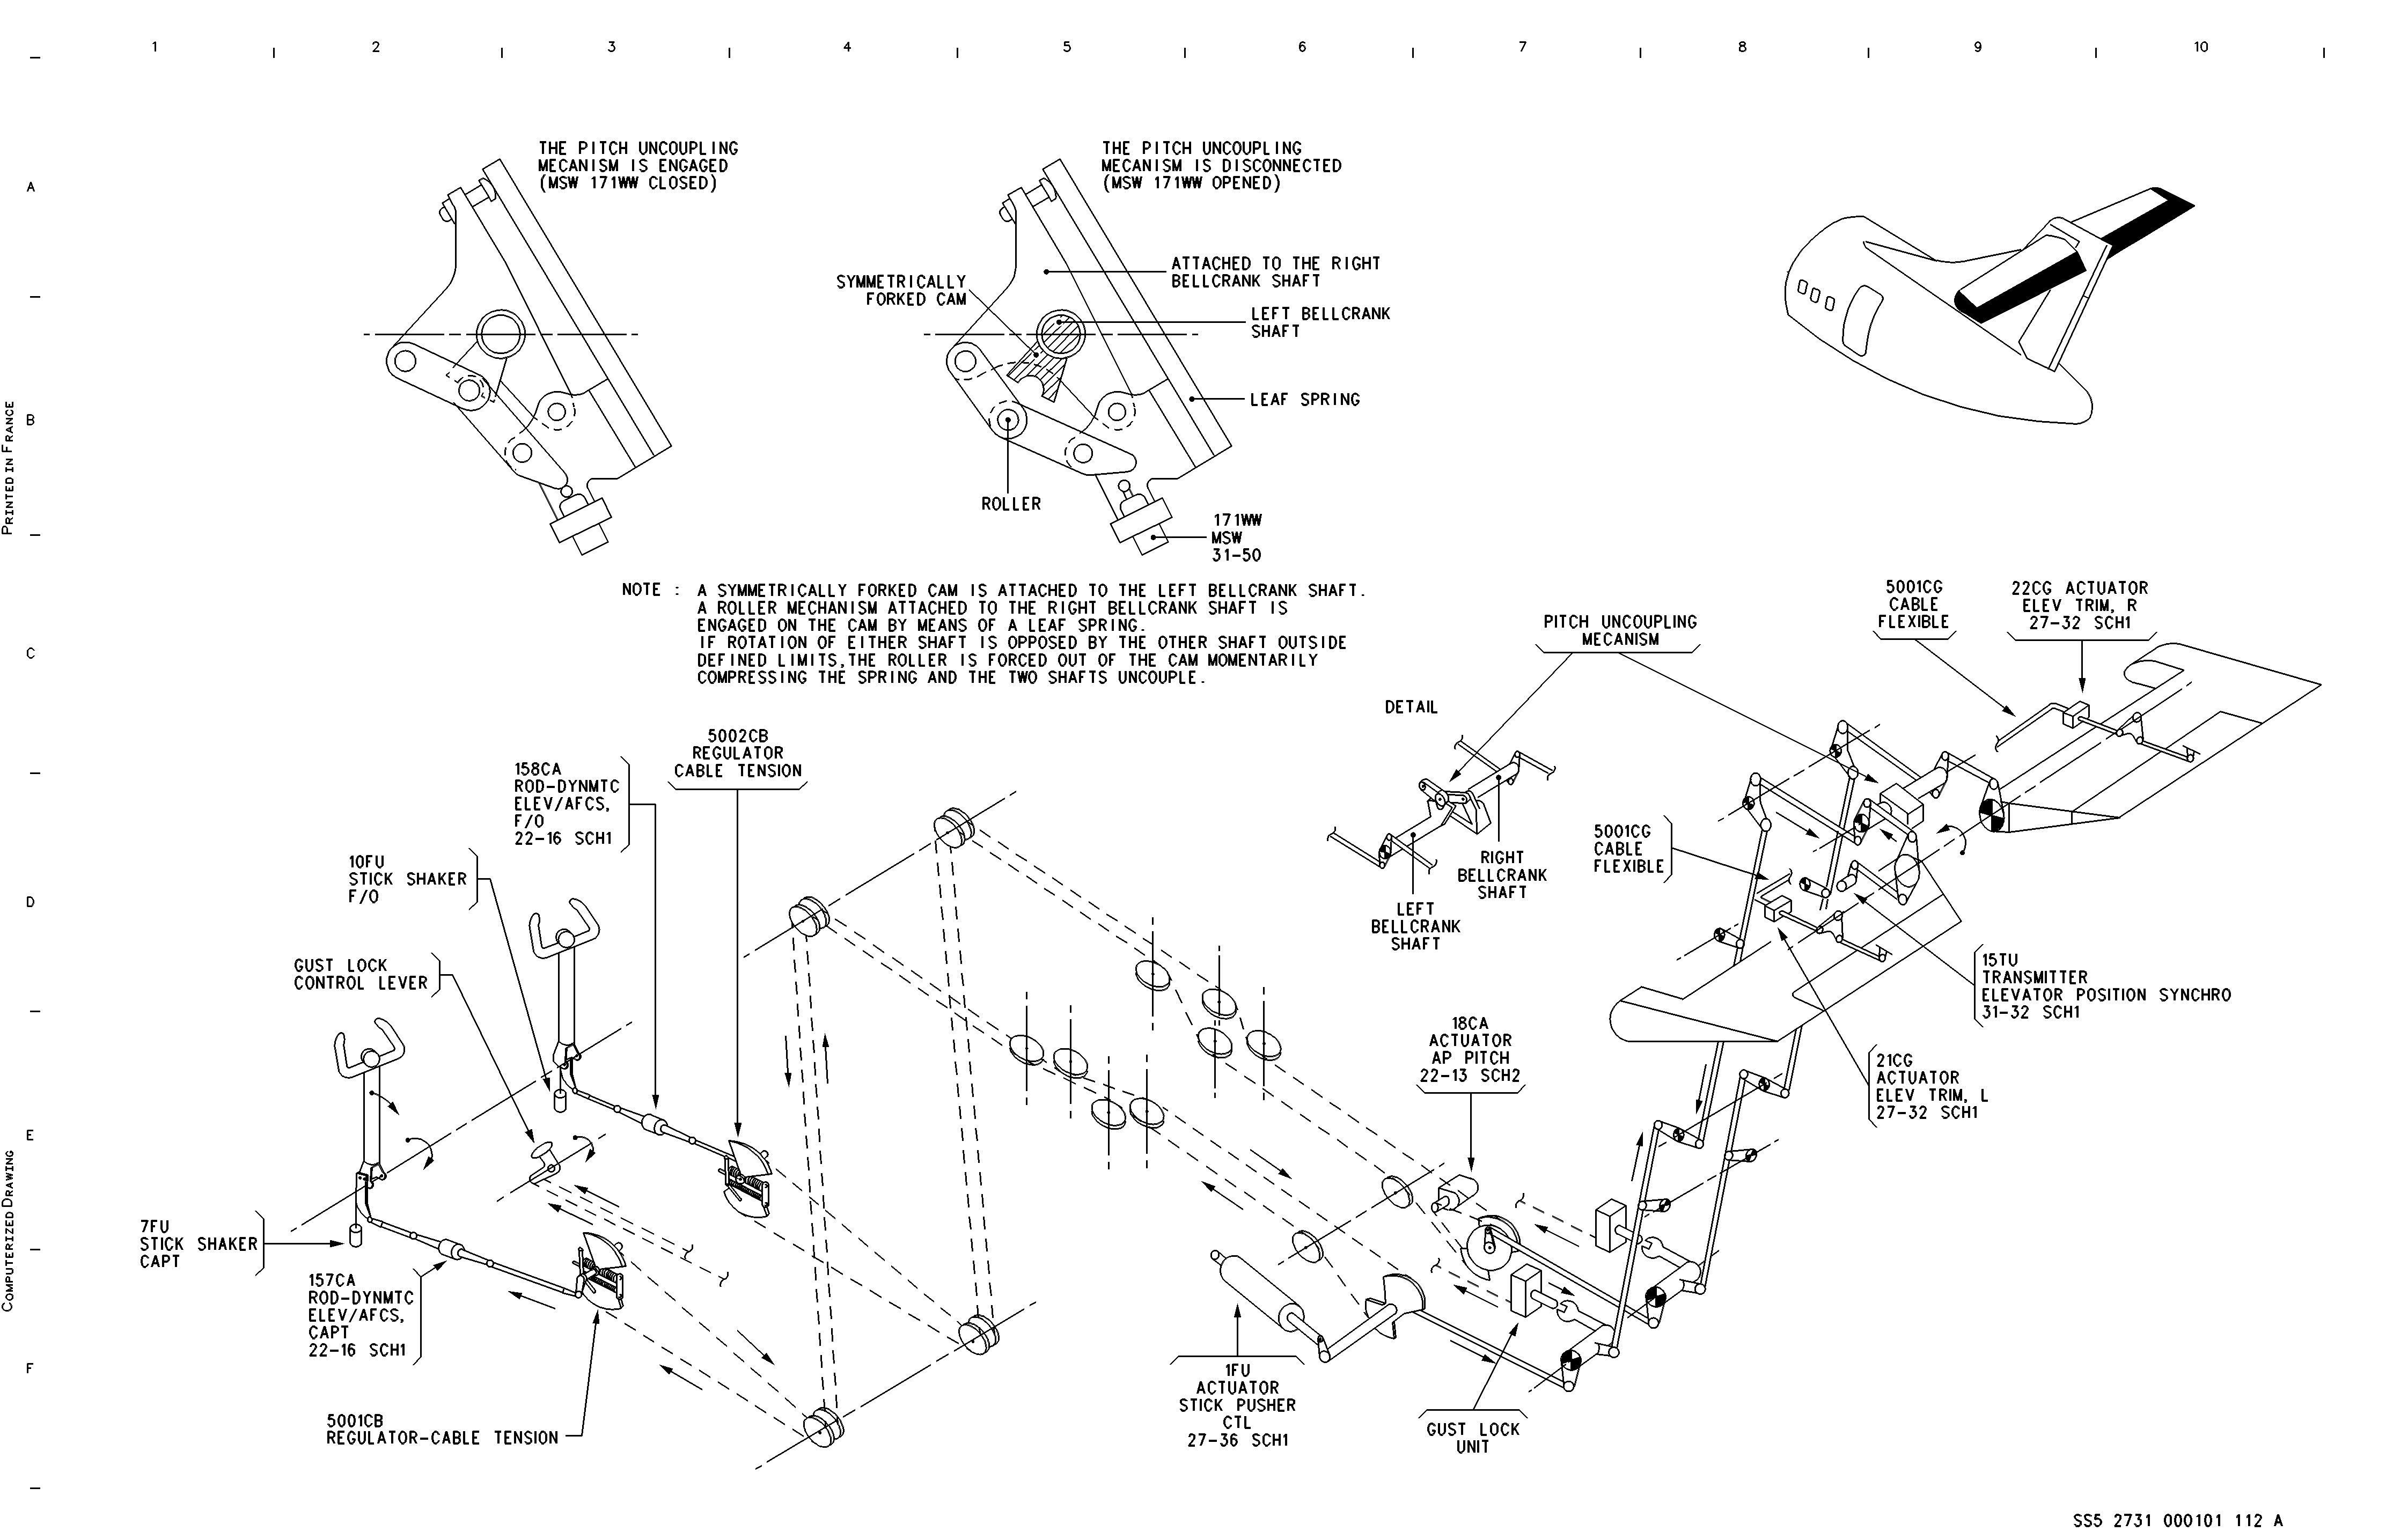 1 2 3 4 5 6 7 8 9 10
A
B
C
D
E
F
PRINTED IN FRANCE
COMPUTERIZED DRAWING
THE PITCH UNCOUPLING
MECANISM IS ENGAGED
(MSW 171WW CLOSED)
THE PITCH UNCOUPLING
MECANISM IS DISCONNECTED
(MSW 171WW OPENED)
SYMMETRICALLY
FORKED CAM
ATTACHED TO THE RIGHT
BELLCRANK SHAFT
LEFT BELLCRANK
SHAFT
LEAF SPRING
ROLLER
171WW
MSW
31-50
NOTE : A SYMMETRICALLY FORKED CAM IS ATTACHED TO THE LEFT BELLCRANK SHAFT.
A ROLLER MECHANISM ATTACHED TO THE RIGHT BELLCRANK SHAFT IS
ENGAGED ON THE CAM BY MEANS OF A LEAF SPRING.
IF ROTATION OF EITHER SHAFT IS OPPOSED BY THE OTHER SHAFT OUTSIDE
DEFINED LIMITS,THE ROLLER IS FORCED OUT OF THE CAM MOMENTARILY
COMPRESSING THE SPRING AND THE TWO SHAFTS UNCOUPLE.
PITCH UNCOUPLING
MECANISM
5001CG
CABLE
FLEXIBLE
22CG ACTUATOR
ELEV TRIM, R
27-32 SCH1
DETAIL
RIGHT
BELLCRANK
SHAFT
LEFT
BELLCRANK
SHAFT
5001CG
CABLE
FLEXIBLE
5002CB
REGULATOR
CABLE TENSION
158CA
ROD-DYNMTC
ELEV/AFCS,
F/O
22-16 SCH1
10FU
STICK SHAKER
F/O
GUST LOCK
CONTROL LEVER
7FU
STICK SHAKER
CAPT
157CA
ROD-DYNMTC
ELEV/AFCS,
CAPT
22-16 SCH1
5001CB
REGULATOR-CABLE TENSION
18CA
ACTUATOR
AP PITCH
22-13 SCH2
15TU
TRANSMITTER
ELEVATOR POSITION SYNCHRO
31-32 SCH1
21CG
ACTUATOR
ELEV TRIM, L
27-32 SCH1
1FU
ACTUATOR
STICK PUSHER
CTL
27-36 SCH1
GUST LOCK
UNIT
SS5 2731 000101 112 A